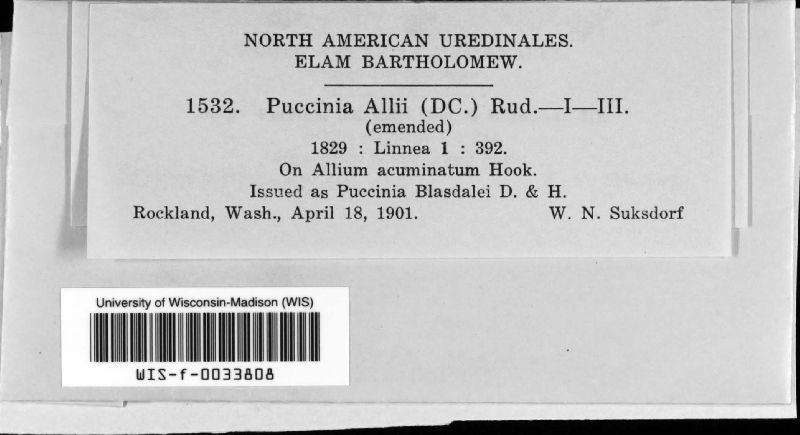 NORTH AMERICAN UREDINALES.
ELAM BARTHOLOMEW.
1532. Puccinia Allii (DC.) Rud.—I—III.
(emended)
1829 : Linnea 1 : 392.
On Allium acuminatum Hook.
Issued as Puccinia Blasdalei D. & H.
Rockland, Wash., April 18, 1901. W. N. Suksdorf
University of Wisconsin-Madison (WIS)
WIS-f-0033808